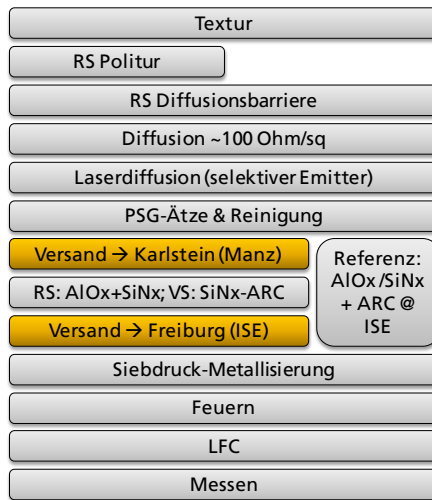 Textur
RS Politur
RS Diffusionsbarriere
Diffusion ~100 Ohm/sq
Laserdiffusion (selektiver Emitter)
PSG-Ätze & Reinigung
Versand → Karlstein (Manz)
RS: AlOx+SiNx; VS: SiNx-ARC
Versand → Freiburg (ISE)
Referenz:
AlOx /SiNx
+ ARC @
ISE
Siebdruck-Metallisierung
Feuern
LFC
Messen